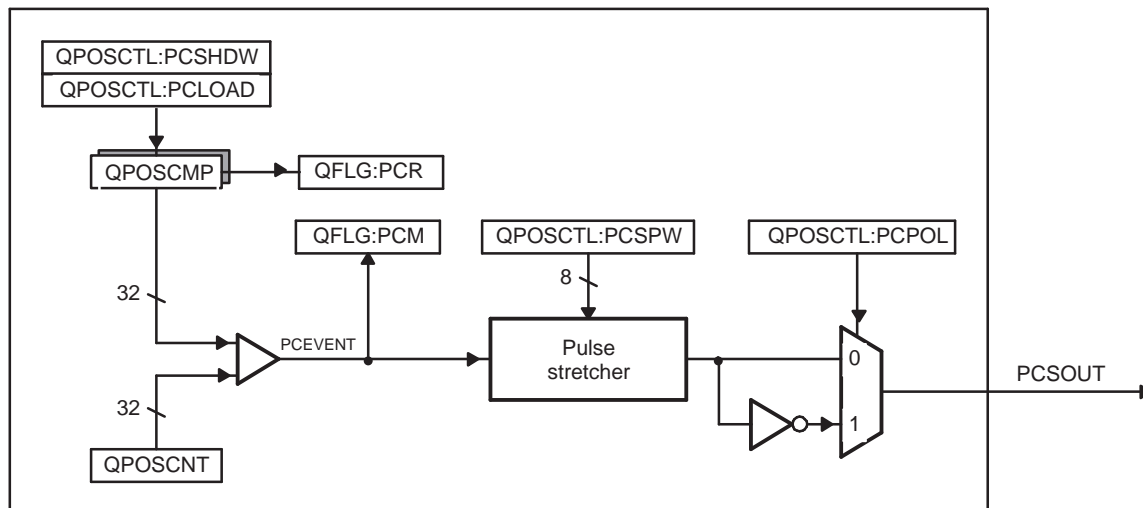 QPOSCTL:PCSHDW
QPOSCTL:PCLOAD
QPOSCMP
QFLG:PCR
QFLG:PCM
QPOSCTL:PCSPW
QPOSCTL:PCPOL
32
8
PCEVENT
Pulse
stretcher
0
1
PCSOUT
32
QPOSCNT